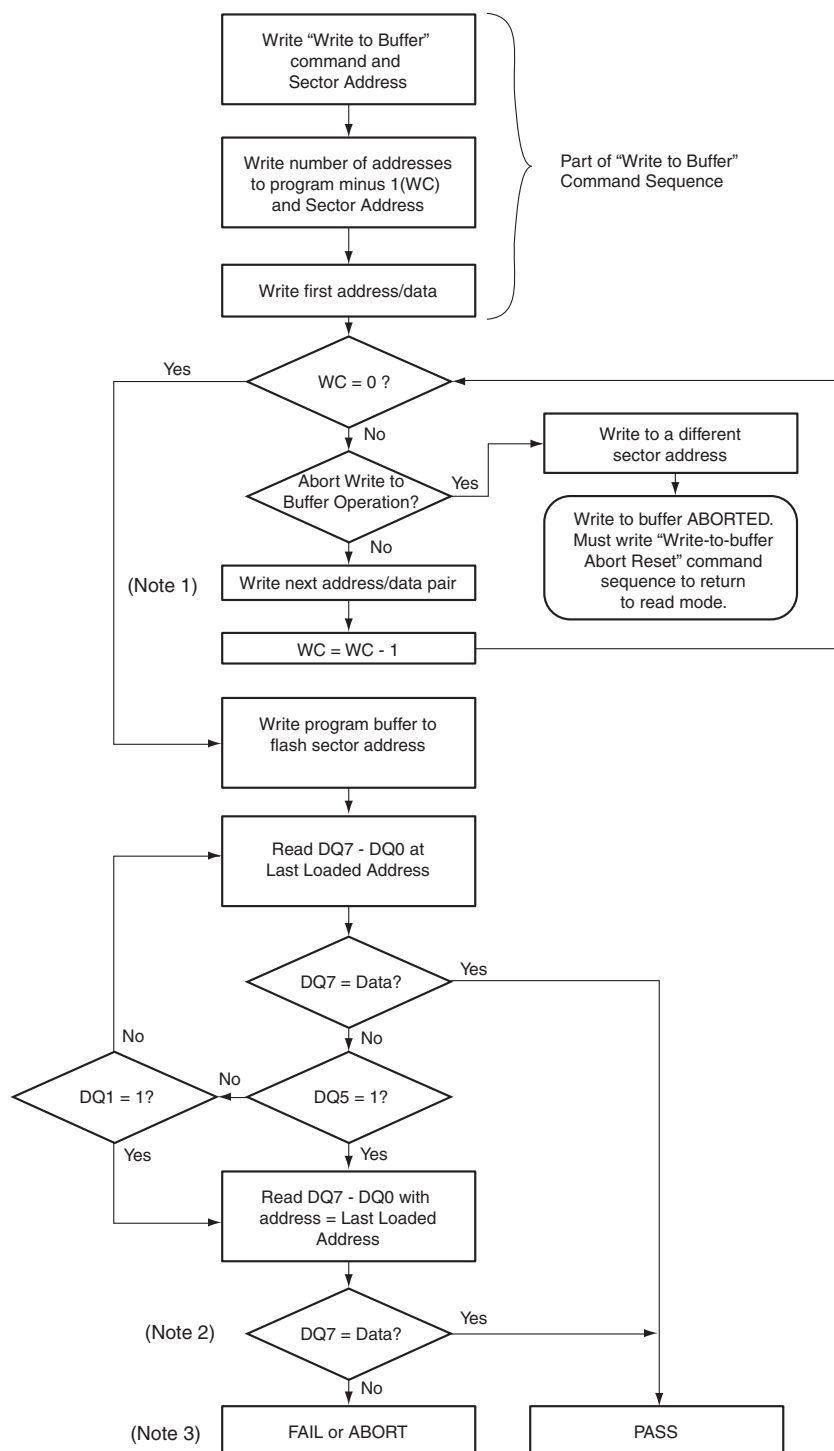 Write “Write to Buffer”
command and
Sector Address
Write number of addresses
to program minus 1(WC)
and Sector Address
Part of “Write to Buffer”
Command Sequence
Write first address/data
Yes
WC = 0 ?
No
Abort Write to
Buffer Operation?
Yes
Write to a different
sector address
No
Write to buffer ABORTED.
Must write “Write-to-buffer
Abort Reset” command
sequence to return
to read mode.
(Note 1)
Write next address/data pair
WC = WC - 1
Write program buffer to
flash sector address
Read DQ7 - DQ0 at
Last Loaded Address
DQ7 = Data?
Yes
No
No
DQ1 = 1?
No
DQ5 = 1?
Yes
Yes
Read DQ7 - DQ0 with
address = Last Loaded
Address
(Note 2)
DQ7 = Data?
Yes
No
(Note 3)
FAIL or ABORT
PASS